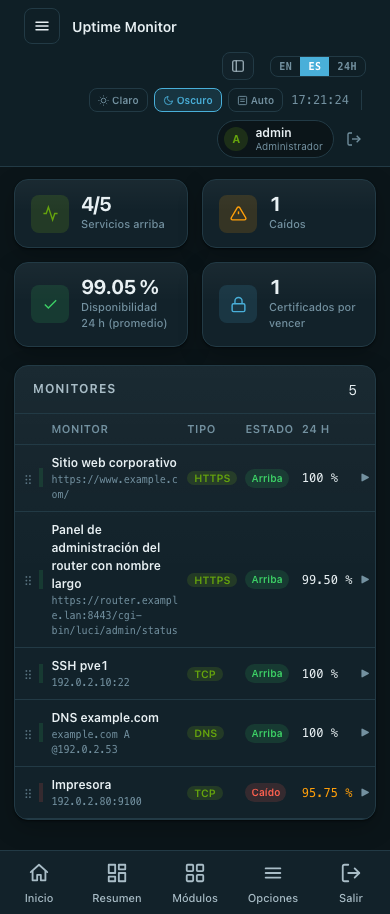 Uptime Monitor
EN ES 24H
Claro Oscuro Auto 17:21:24
A admin
Administrador
4/5
Servicios arriba
1
Caídos
99.05 %
Disponibilidad
24 h (promedio)
1
Certificados por
vencer
MONITORES 5
MONITOR TIPO ESTADO 24 H
Sitio web corporativo
https://www.example.c
om/
HTTPS Arriba 100 %
Panel de
administración del
router con nombre
largo
https://router.exampl
e.lan:8443/cgi-
bin/luci/admin/status
HTTPS Arriba 99.50 %
SSH pve1
192.0.2.10:22
TCP Arriba 100 %
DNS example.com
example.com A
@192.0.2.53
DNS Arriba 100 %
Impresora
192.0.2.80:9100
TCP Caído 95.75 %
Inicio Resumen Módulos Opciones Salir